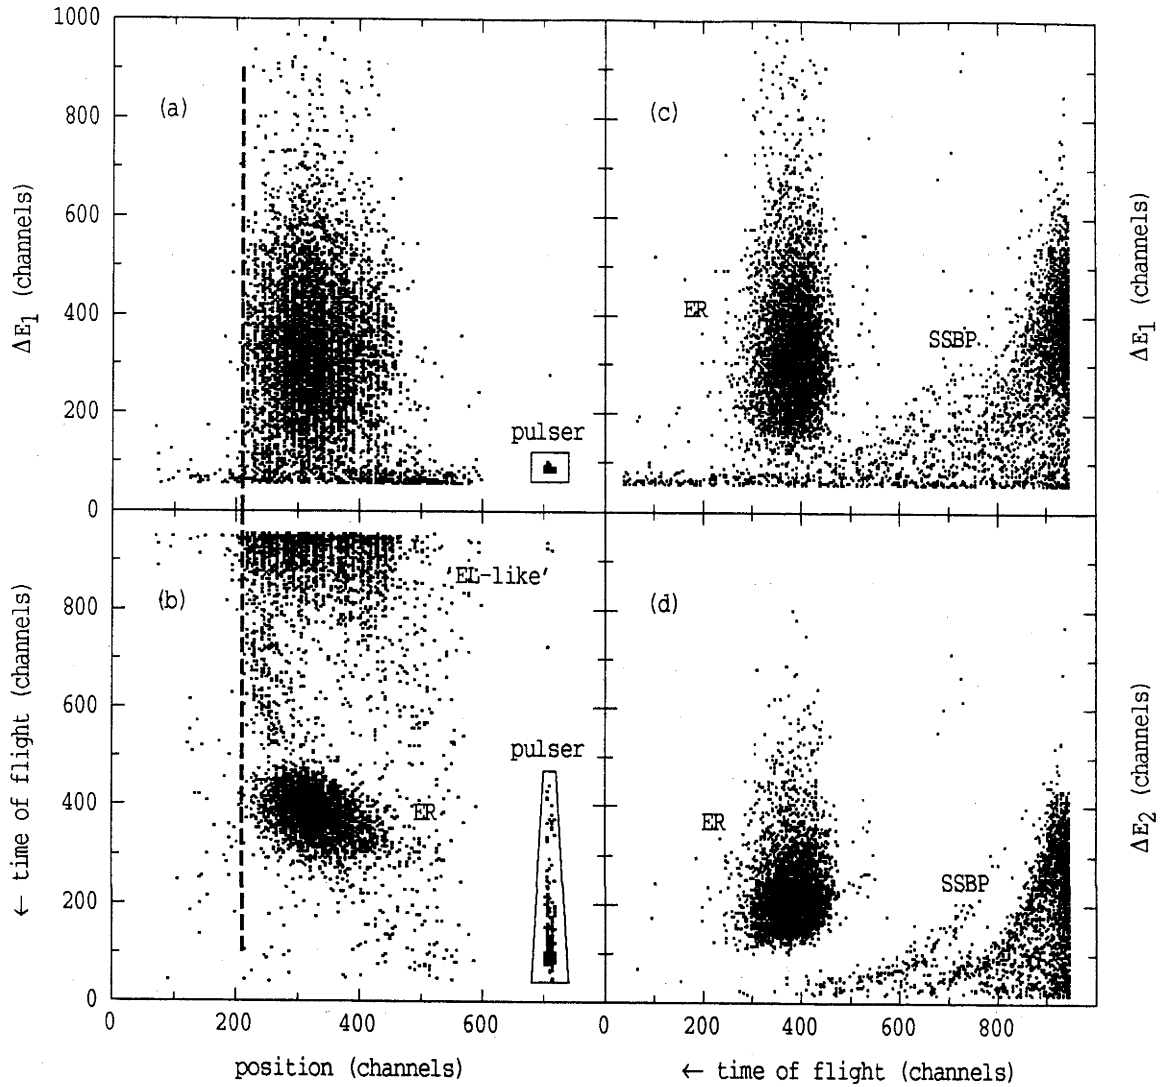 1000
800
600
400
200
0
ΔE1 (channels)
(a)
pulser
(c)
ER
SSBP
ΔE1 (channels)
800
600
400
200
0
← time of flight (channels)
(b)
'EL-like'
ER
pulser
(d)
ER
SSBP
ΔE2 (channels)
0 200 400 600 0 200 400 600 800
position (channels)
← time of flight (channels)